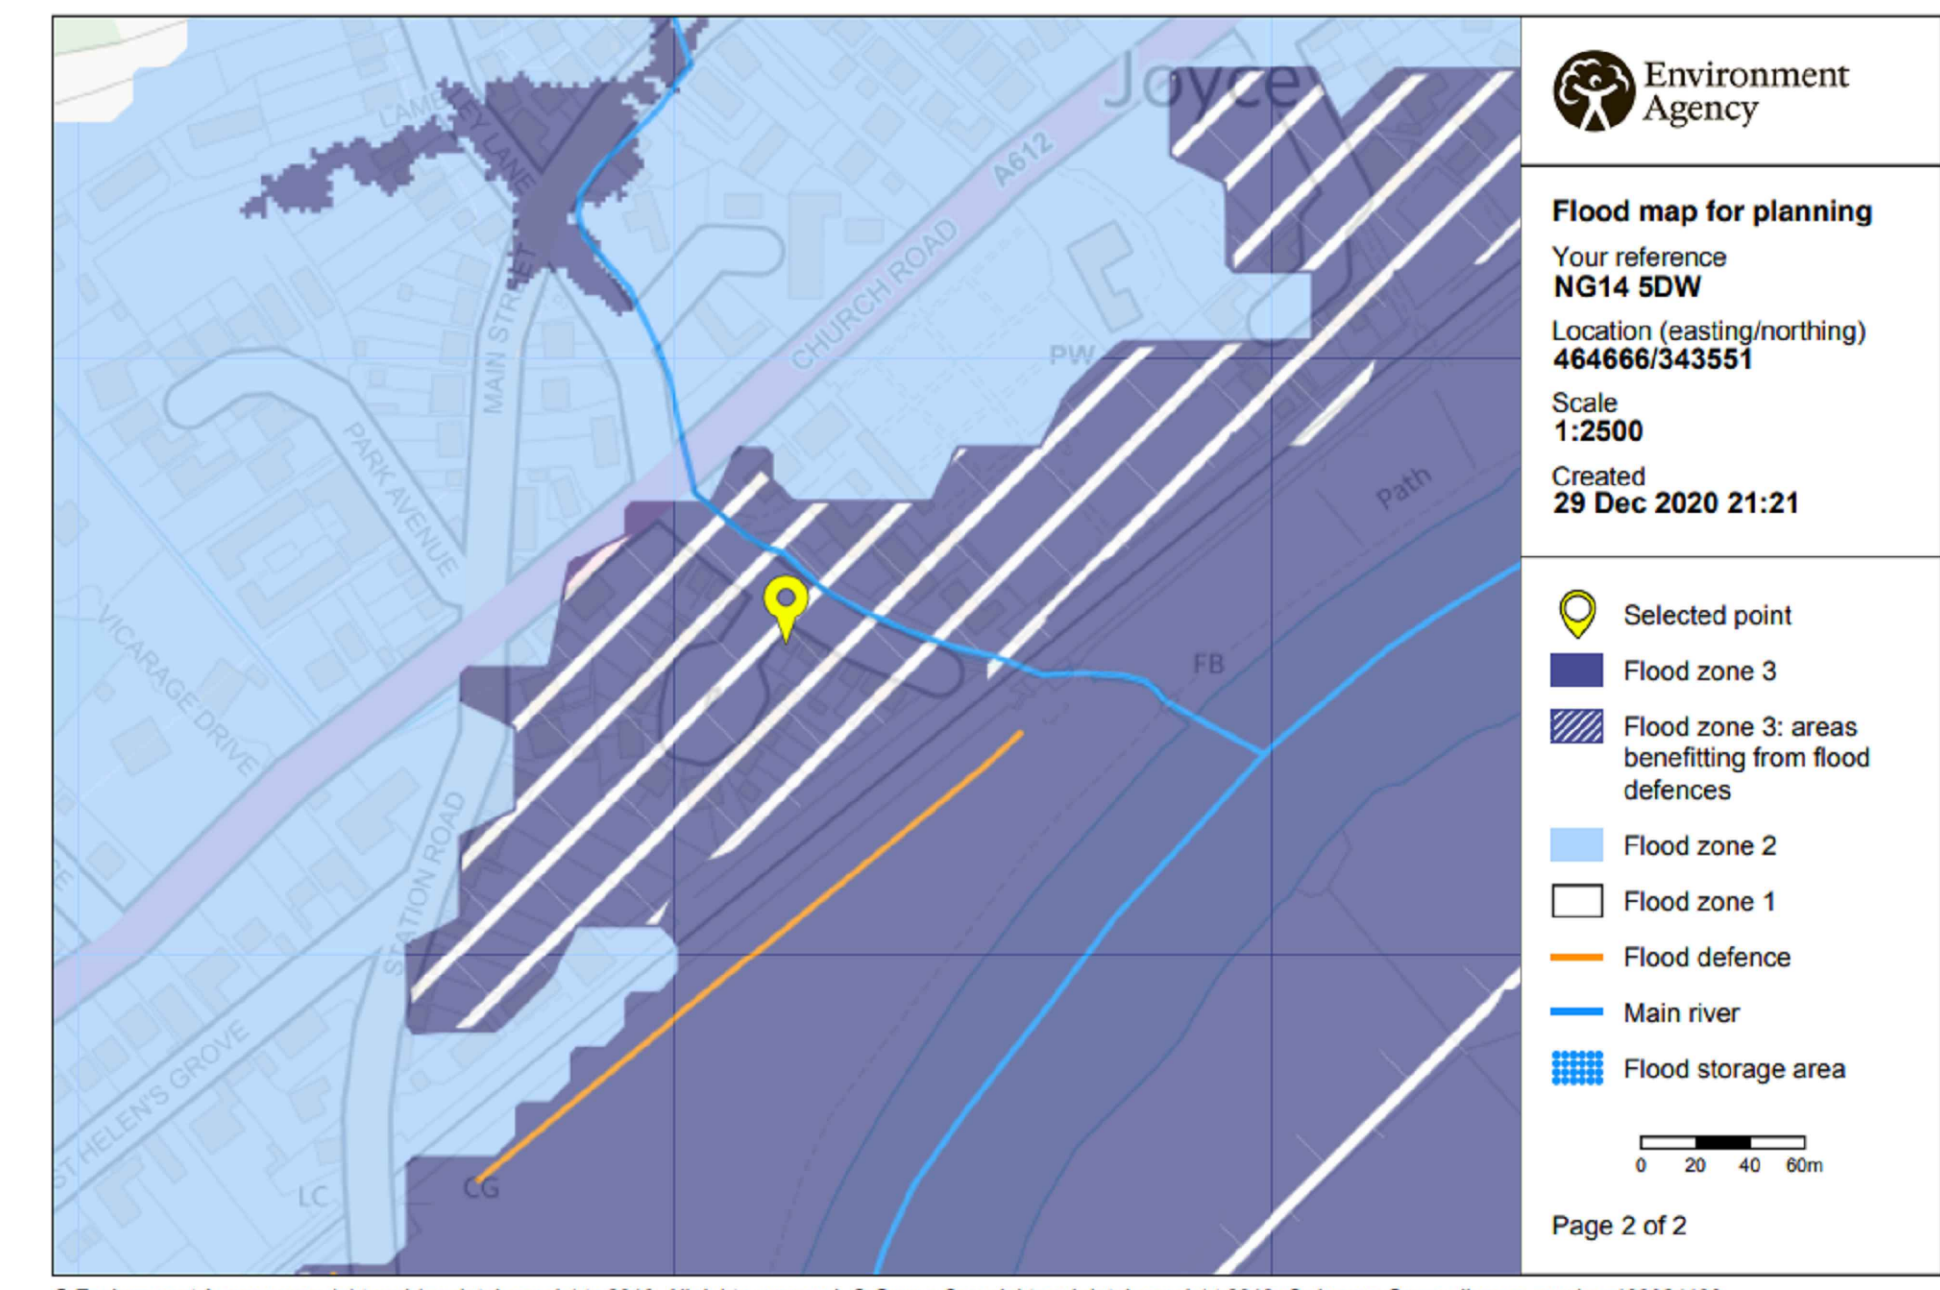 Joyce
LAMBLEY LANE
A612
CHURCH ROAD
MAIN STREET
PW
PARK AVENUE
Path
VICARAGE DRIVE
FB
STATION ROAD
ST HELEN'S GROVE
LC
CG
Environment
Agency
Flood map for planning
Your reference
NG14 5DW
Location (easting/northing)
464666/343551
Scale
1:2500
Created
29 Dec 2020 21:21
Selected point
Flood zone 3
Flood zone 3: areas
benefitting from flood
defences
Flood zone 2
Flood zone 1
Flood defence
Main river
Flood storage area
0 20 40 60m
Page 2 of 2